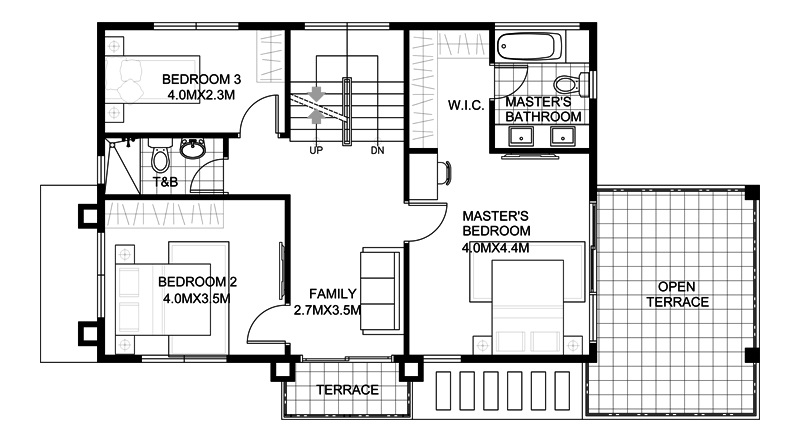 BEDROOM 3
4.0MX2.3M
W.I.C.
MASTER'S
BATHROOM
UP
DN
T&B
MASTER'S
BEDROOM
4.0MX4.4M
BEDROOM 2
4.0MX3.5M
FAMILY
2.7MX3.5M
OPEN
TERRACE
TERRACE